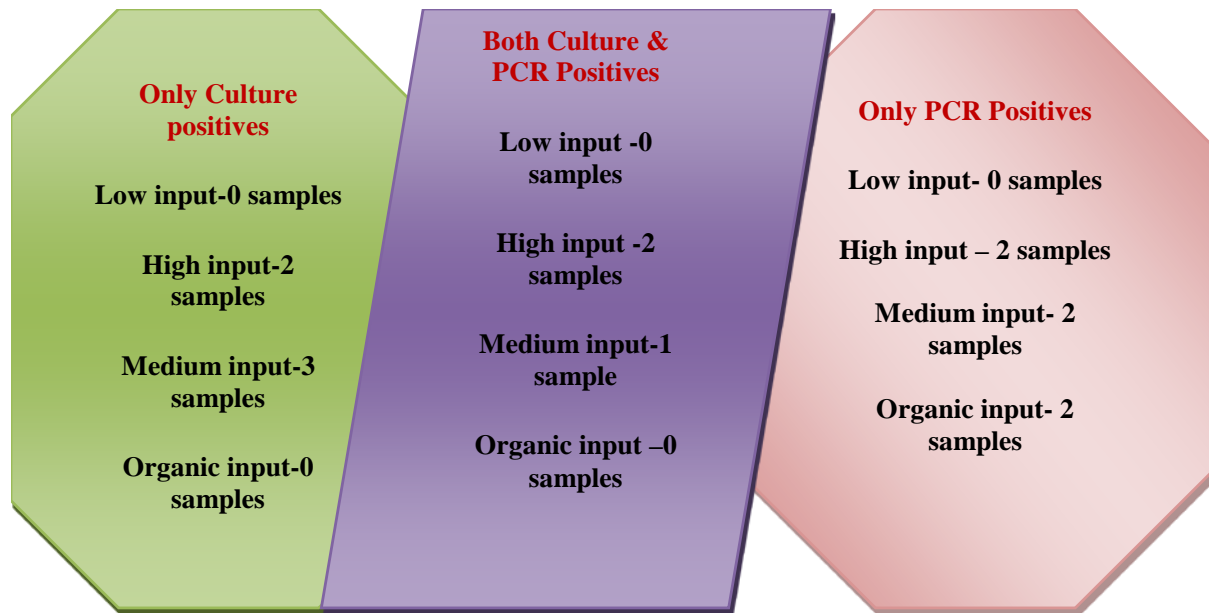 Only Culture
positives
Low input-0 samples
High input-2
samples
Medium input-3
samples
Organic input-0
samples
Both Culture &
PCR Positives
Low input -0
samples
High input -2
samples
Medium input-1
sample
Organic input –0
samples
Only PCR Positives
Low input- 0 samples
High input – 2 samples
Medium input- 2
samples
Organic input- 2
samples